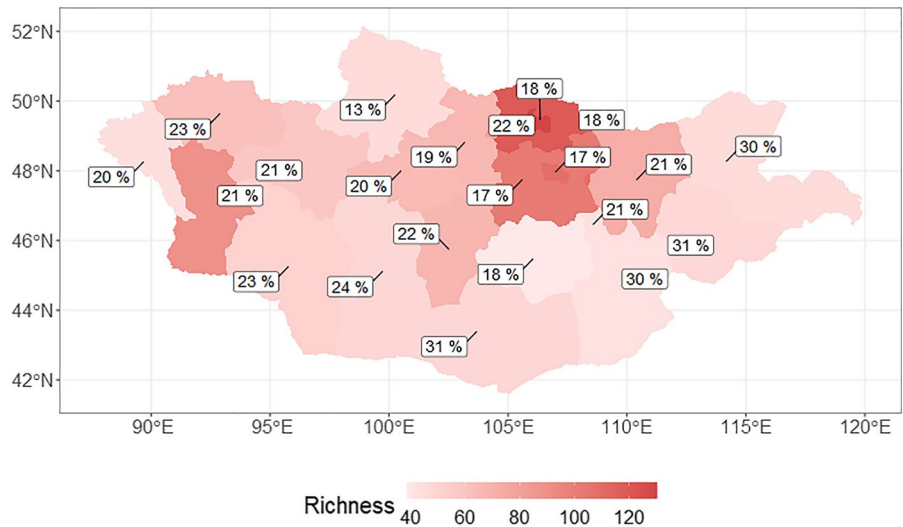 52°N
50°N
48°N
46°N
44°N
42°N
18 %
13 %
22 %
18 %
23 %
30 %
19 %
17 %
21 %
20 %
21 %
20 %
21 %
17 %
21 %
22 %
31 %
18 %
23 %
24 %
30 %
31 %
90°E 95°E 100°E 105°E 110°E 115°E 120°E
Richness
40 60 80 100 120